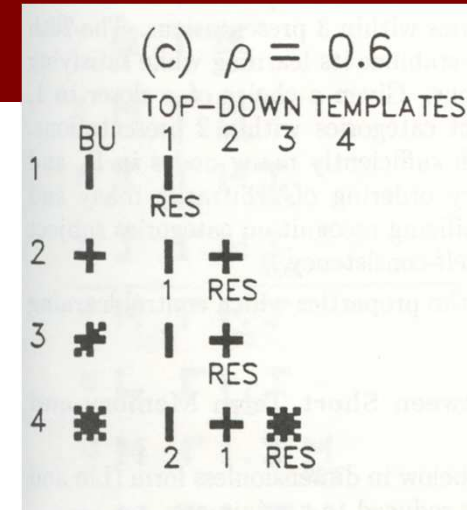 (c) ρ = 0.6
TOP-DOWN TEMPLATES
BU 1 2 3 4
1
RES
2
1 RES
3
RES
4
2 1 RES